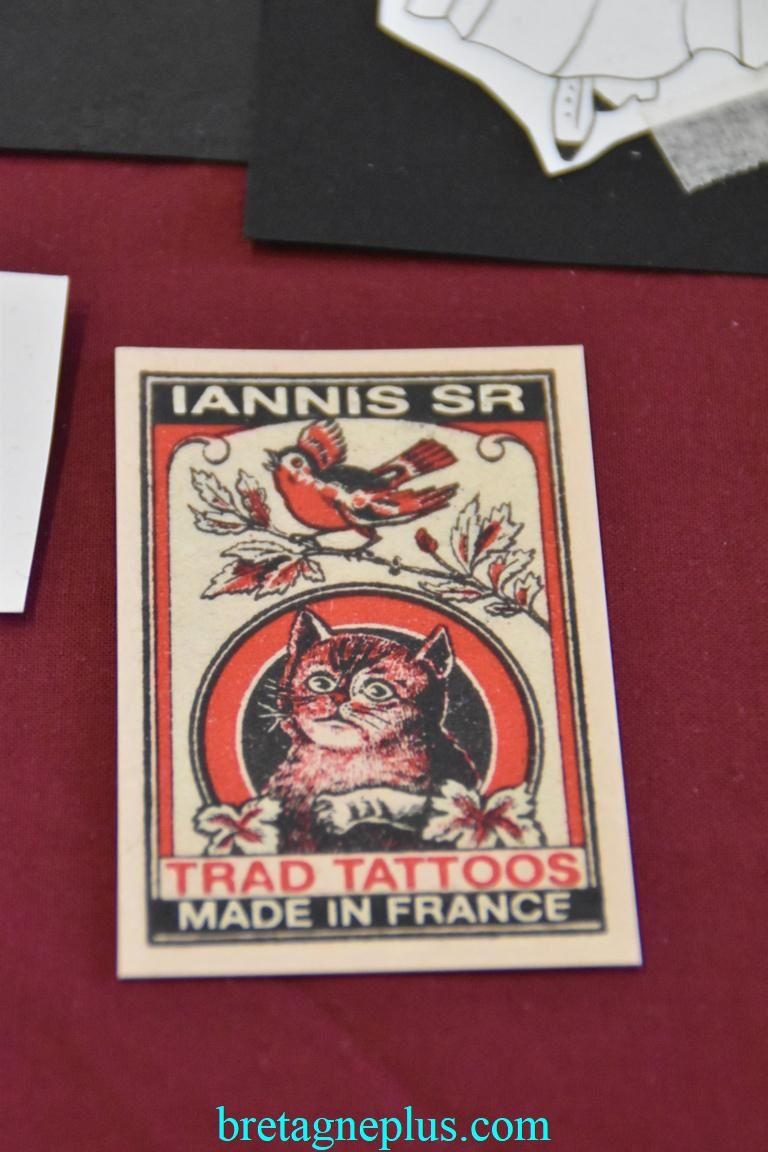 IANNIS SR
TRAD TATTOOS
MADE IN FRANCE
bretagneplus.com